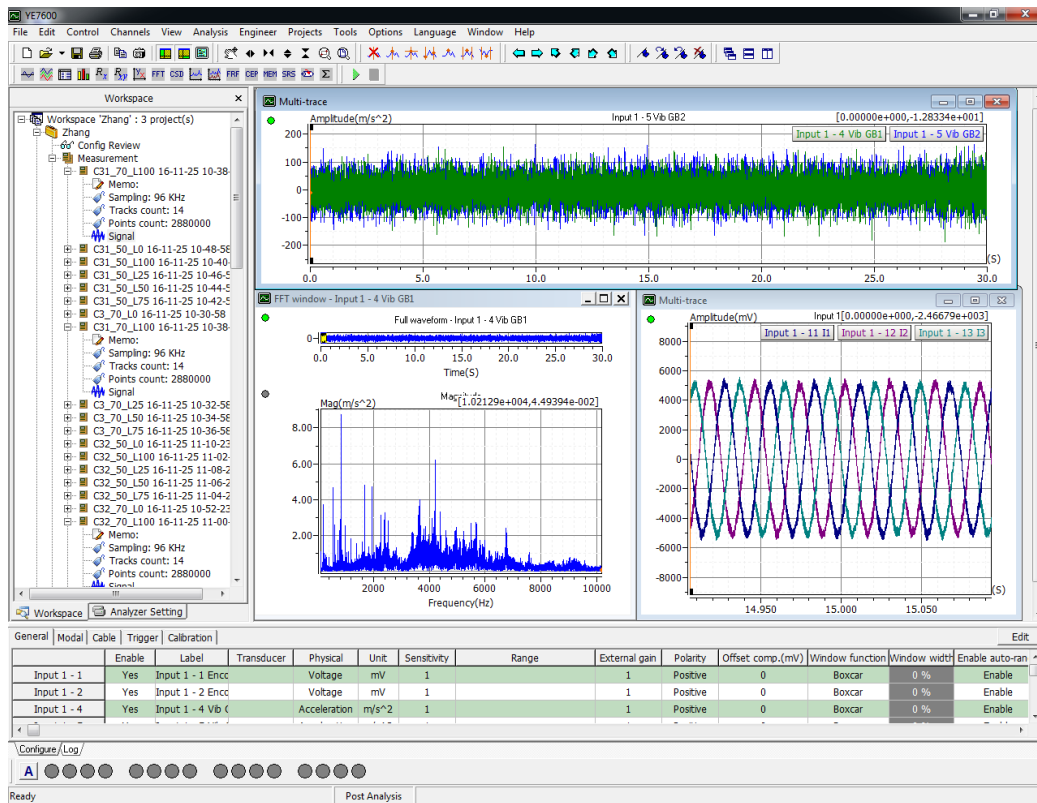 YE7600
File Edit Control Channels View Analysis Engineer Projects Tools Options Language Window Help
Rx Rxy FFT CSD FRF CEP MEM SRS Σ
Workspace
Workspace 'Zhang' : 3 project(s)
Zhang
Config Review
Measurement
C31_70_L100 16-11-25 10-38-
Memo:
Sampling: 96 KHz
Tracks count: 14
Points count: 2880000
Signal
C31_50_L0 16-11-25 10-48-58
C31_50_L100 16-11-25 10-40-
C31_50_L25 16-11-25 10-46-5
C31_50_L50 16-11-25 10-44-5
C31_50_L75 16-11-25 10-42-5
C3_70_L0 16-11-25 10-30-58
C31_70_L100 16-11-25 10-38-
Memo:
Sampling: 96 KHz
Tracks count: 14
Points count: 2880000
Signal
C3_70_L25 16-11-25 10-32-58
C3_70_L50 16-11-25 10-34-58
C3_70_L75 16-11-25 10-36-58
C32_50_L0 16-11-25 11-10-23
C32_50_L100 16-11-25 11-02-
C32_50_L25 16-11-25 11-08-2
C32_50_L50 16-11-25 11-06-2
C32_50_L75 16-11-25 11-04-2
C32_70_L0 16-11-25 10-52-23
C32_70_L100 16-11-25 11-00-
Memo:
Sampling: 96 KHz
Tracks count: 14
Points count: 2880000
Signal
Workspace Analyzer Setting
Multi-trace
Amplitude(m/s^2) Input 1 - 5 Vib GB2 [0.00000e+000,-1.28334e+001]
Input 1 - 4 Vib GB1 Input 1 - 5 Vib GB2
200
100
0
-100
-200
(S)
0.0 5.0 10.0 15.0 20.0 25.0 30.0
FFT window - Input 1 - 4 Vib GB1
Full waveform - Input 1 - 4 Vib GB1
0
0.0 5.0 10.0 15.0 20.0 25.0 30.0
Time(S)
Mag(m/s^2) [1.02129e+004,4.49394e-002]
8.00
6.00
4.00
2.00
2000 4000 6000 8000 10000
Frequency(Hz)
Multi-trace
Amplitude(mV) Input 1[0.00000e+000,-2.46679e+003]
Input 1 - 11 I1 Input 1 - 12 I2 Input 1 - 13 I3
8000
6000
4000
2000
0
-2000
-4000
-6000
-8000
(S)
14.950 15.000 15.050
General Modal Cable Trigger Calibration Edit
Enable Label Transducer Physical Unit Sensitivity Range External gain Polarity Offset comp.(mV) Window function Window width Enable auto-ran
Input 1 - 1 Yes Input 1 - 1 Enco Voltage mV 1 1 Positive 0 Boxcar 0 % Enable
Input 1 - 2 Yes Input 1 - 2 Enco Voltage mV 1 1 Positive 0 Boxcar 0 % Enable
Input 1 - 4 Yes Input 1 - 4 Vib G Acceleration m/s^2 1 1 Positive 0 Boxcar 0 % Enable
Configure Log
A
Ready Post Analysis